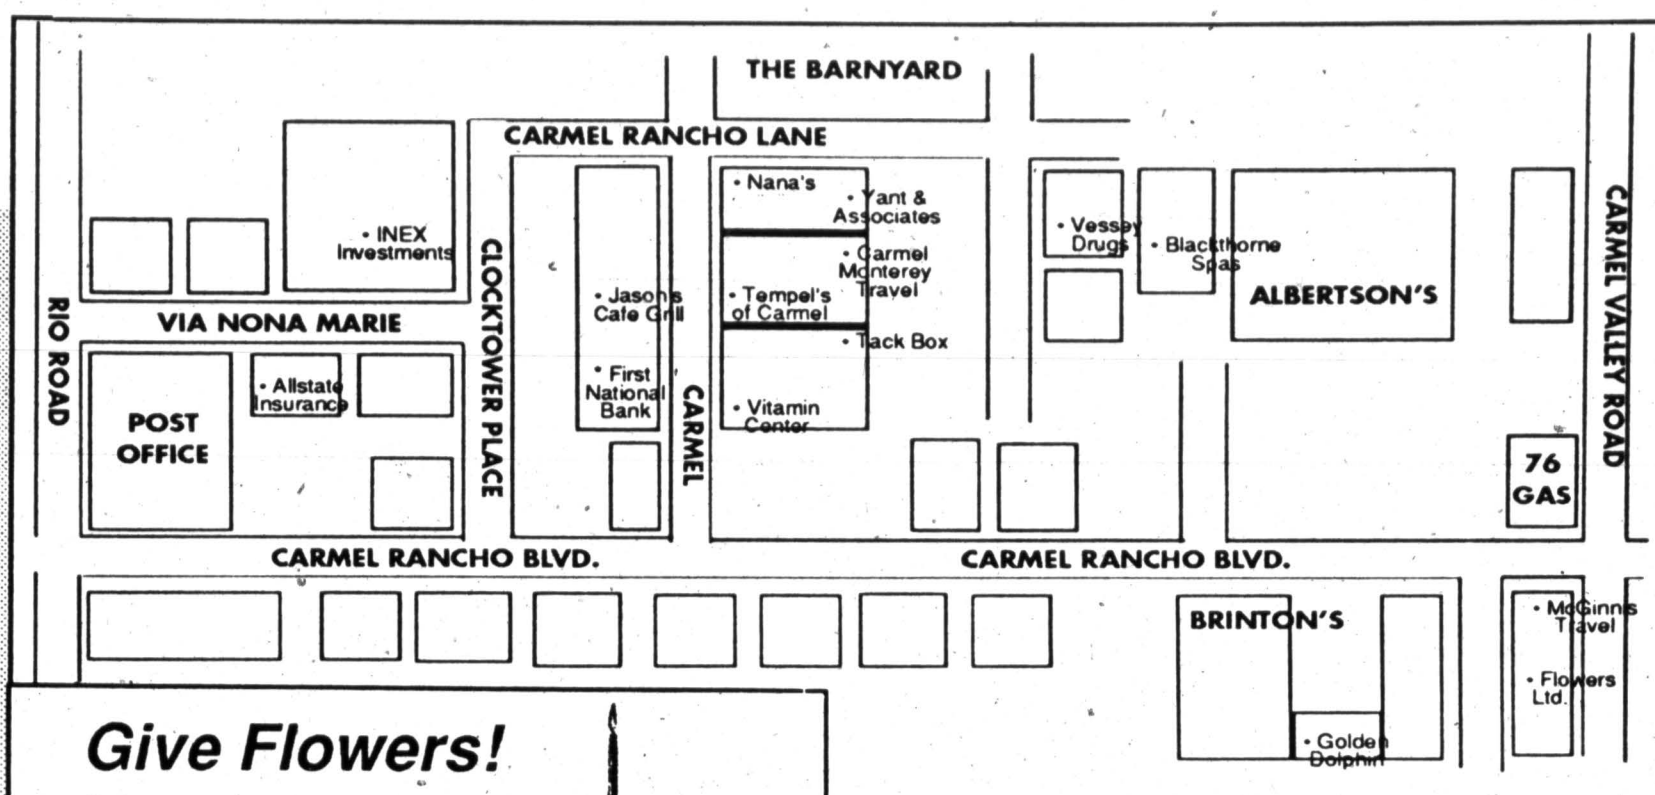 THE BARNYARD
CARMEL RANCHO LANE
• Nana's
• Yant &
Associates
• INEX
Investments
• Vessey
Drugs
• Blackthorne
Spas
• Carmel
Monterey
Travel
• Jason's
Cafe Grill
• Tempel's
of Carmel
ALBERTSON'S
• Tack Box
VIA NONA MARIE
RIO ROAD
CLOCKTOWER PLACE
CARMEL
CARMEL VALLEY ROAD
• Allstate
Insurance
• First
National
Bank
• Vitamin
Center
POST
OFFICE
76
GAS
CARMEL RANCHO BLVD.
CARMEL RANCHO BLVD.
BRINTON'S
• McGinnis
Travel
• Flowers
Ltd.
• Golden
Dolphin
Give Flowers!